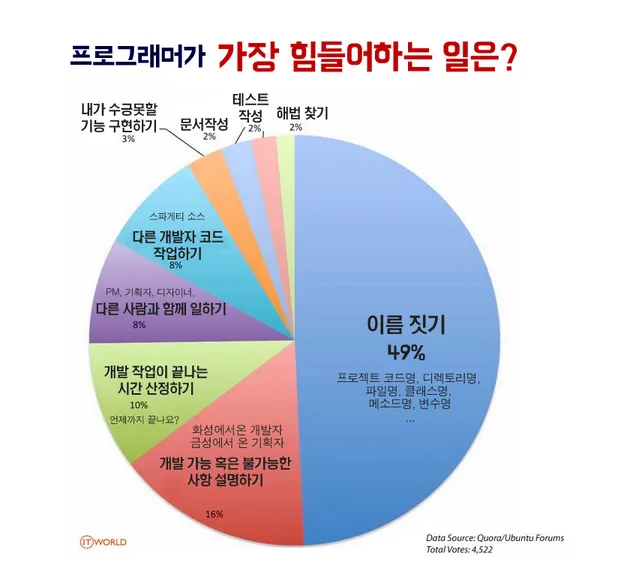 프로그래머가 가장 힘들어하는 일은?
내가 수긍못할
기능 구현하기
3%
문서작성
2%
테스트
작성
2%
해법 찾기
2%
스파게티 소스
다른 개발자 코드
작업하기
8%
PM, 기획자, 디자이너,
다른 사람과 함께 일하기
8%
개발 작업이 끝나는
시간 산정하기
10%
언제까지 끝나요?
화성에서온 개발자
금성에서 온 기획자
개발 가능 혹은 불가능한
사항 설명하기
16%
이름 짓기
49%
프로젝트 코드명, 디렉토리명,
파일명, 클래스명,
메소드명, 변수명
...
ITWORLD
Data Source: Quora/Ubuntu Forums
Total Votes: 4,522